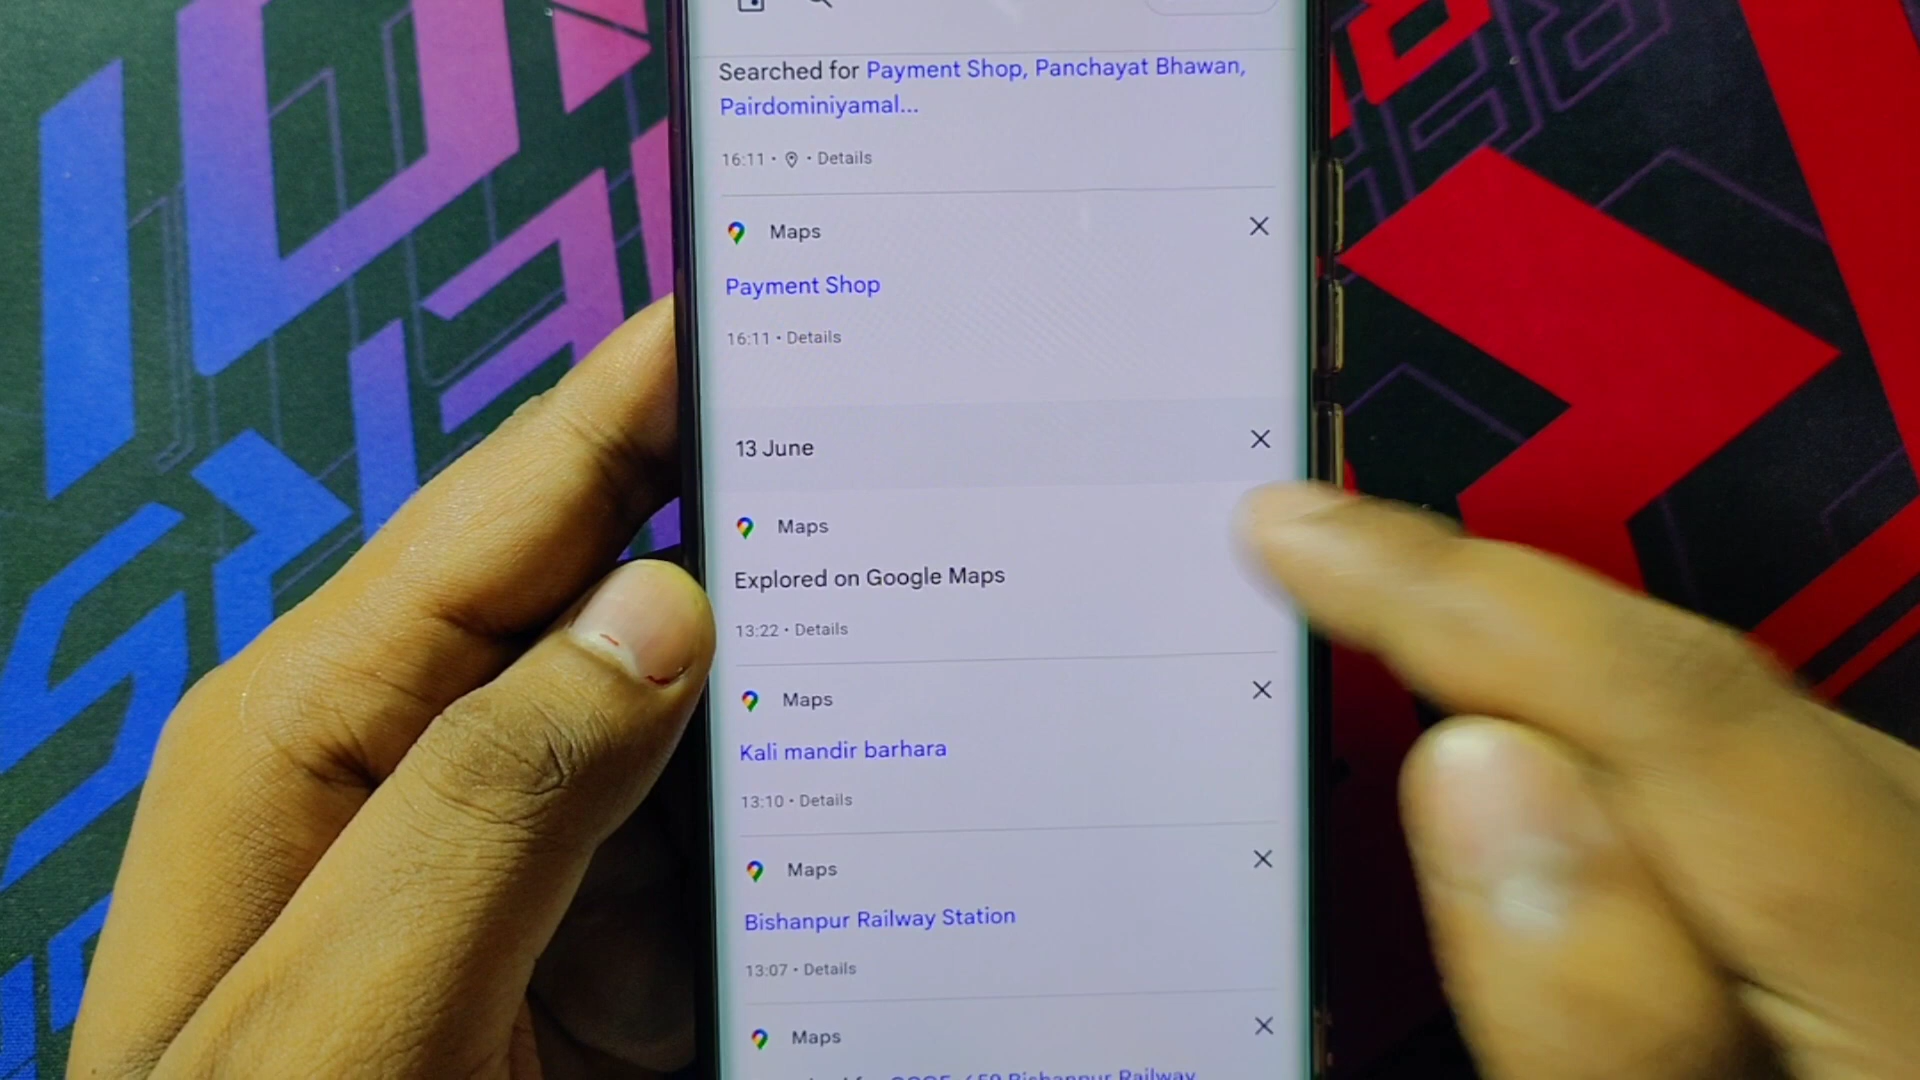 Searched for Payment Shop, Panchayat Bhawan,
Pairdominiyamal...
16:11 • Details
Maps
Payment Shop
16:11 • Details
13 June
Maps
Explored on Google Maps
13:22 • Details
Maps
Kali mandir barhara
13:10 • Details
Maps
Bishanpur Railway Station
13:07 • Details
Maps
Bishanpur Railway